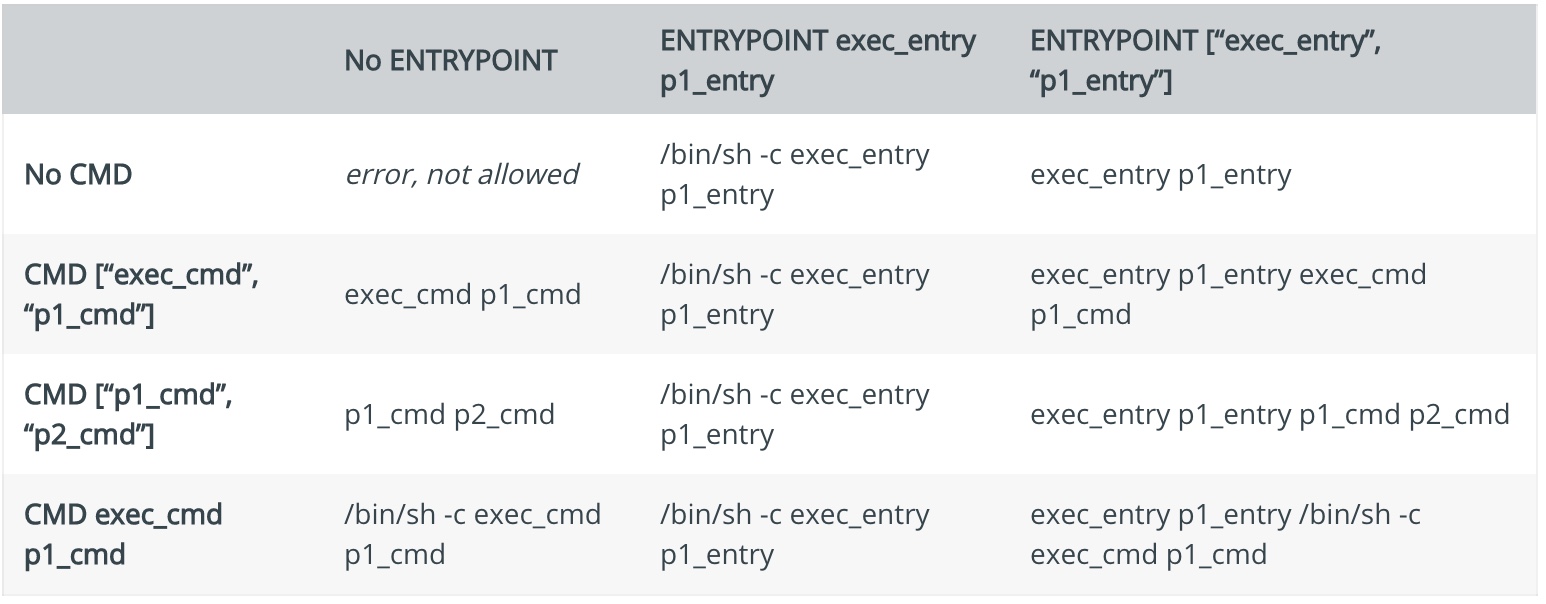 No ENTRYPOINT
ENTRYPOINT exec_entry
p1_entry
ENTRYPOINT [“exec_entry”,
“p1_entry”]
No CMD
error, not allowed
/bin/sh -c exec_entry
p1_entry
exec_entry p1_entry
CMD [“exec_cmd”,
“p1_cmd”]
exec_cmd p1_cmd
/bin/sh -c exec_entry
p1_entry
exec_entry p1_entry exec_cmd
p1_cmd
CMD [“p1_cmd”,
“p2_cmd”]
p1_cmd p2_cmd
/bin/sh -c exec_entry
p1_entry
exec_entry p1_entry p1_cmd p2_cmd
CMD exec_cmd
p1_cmd
/bin/sh -c exec_cmd
p1_cmd
/bin/sh -c exec_entry
p1_entry
exec_entry p1_entry /bin/sh -c
exec_cmd p1_cmd